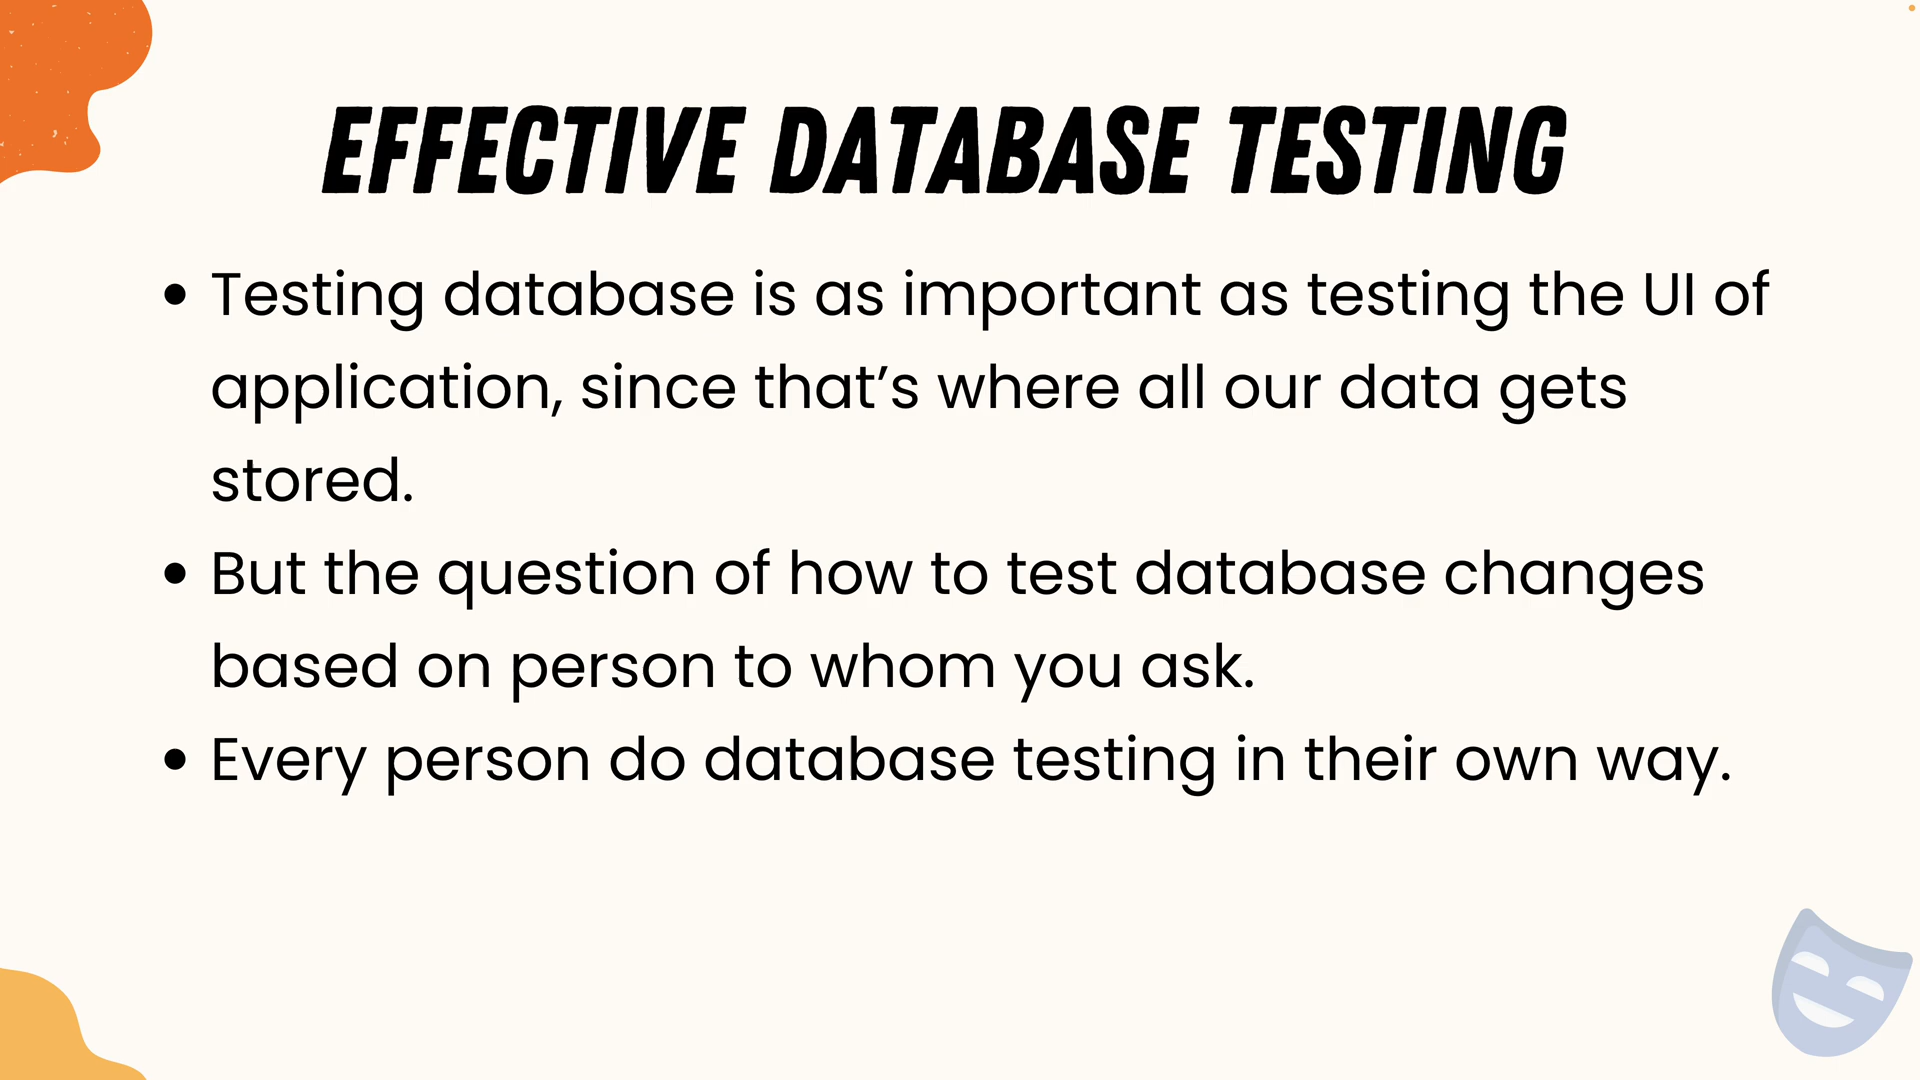 EFFECTIVE DATABASE TESTING
• Testing database is as important as testing the UI of
application, since that’s where all our data gets
stored.
• But the question of how to test database changes
based on person to whom you ask.
• Every person do database testing in their own way.